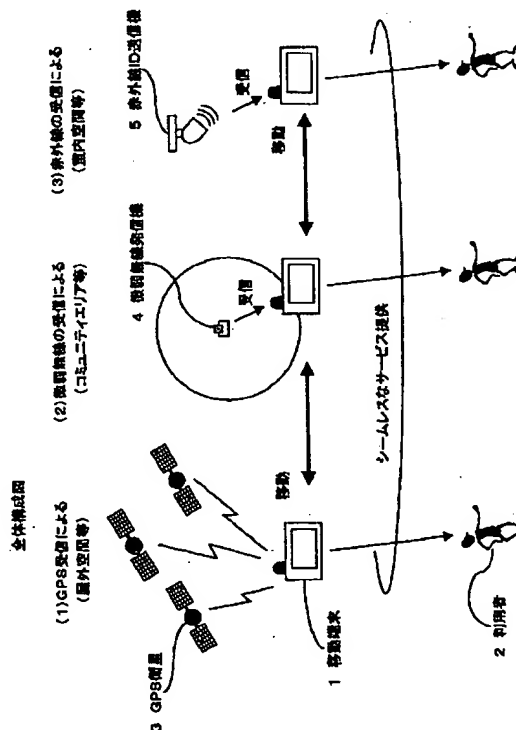 全体構成図
(1)GPS受信による
(屋外空間等)
(2)微弱無線の受信による
(コミュニティエリア等)
(3)赤外線の受信による
(室内空間等)
3 GPS衛星
4 微弱無線発信機
5 赤外線ID送信機
受信
受信
移動
移動
1 移動端末
シームレスなサービス提供
2 利用者